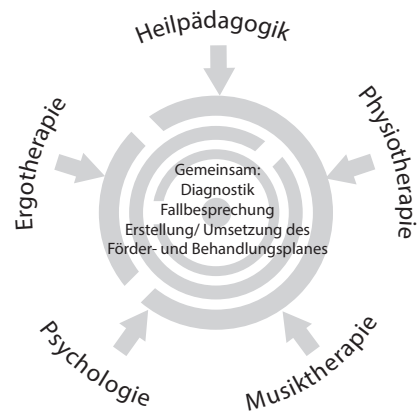 Heilpädagogik
Physiotherapie
Ergotherapie
Gemeinsam:
Diagnostik
Fallbesprechung
Erstellung/ Umsetzung des
Förder- und Behandlungsplanes
Psychologie
Musiktherapie